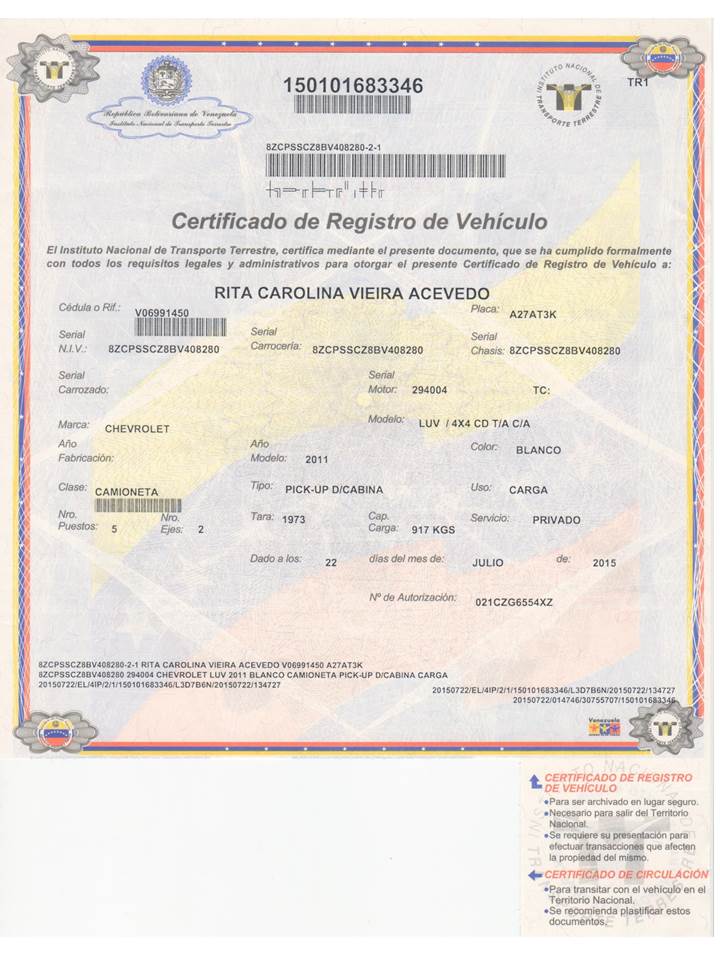 150101683346
TR1
República Bolivariana de Venezuela
Instituto Nacional de Transporte Terrestre
INSTITUTO NACIONAL DE TRANSPORTE TERRESTRE
8ZCPSSCZ8BV408280-2-1
Certificado de Registro de Vehículo
El Instituto Nacional de Transporte Terrestre, certifica mediante el presente documento, que se ha cumplido formalmente
con todos los requisitos legales y administrativos para otorgar el presente Certificado de Registro de Vehículo a:
RITA CAROLINA VIEIRA ACEVEDO
Cédula o Rif.: V06991450 Placa: A27AT3K
Serial N.I.V.: 8ZCPSSCZ8BV408280 Serial Carrocería: 8ZCPSSCZ8BV408280 Serial Chasis: 8ZCPSSCZ8BV408280
Serial Carrozado: Serial Motor: 294004 TC:
Marca: CHEVROLET Modelo: LUV / 4X4 CD T/A C/A
Año Fabricación: Año Modelo: 2011 Color: BLANCO
Clase: CAMIONETA Tipo: PICK-UP D/CABINA Uso: CARGA
Nro. Puestos: 5 Nro. Ejes: 2 Tara: 1973 Cap. Carga: 917 KGS Servicio: PRIVADO
Dado a los: 22 días del mes de: JULIO de: 2015
Nº de Autorización: 021CZG6554XZ
8ZCPSSCZ8BV408280-2-1 RITA CAROLINA VIEIRA ACEVEDO V06991450 A27AT3K
8ZCPSSCZ8BV408280 294004 CHEVROLET LUV 2011 BLANCO CAMIONETA PICK-UP D/CABINA CARGA
20150722/EL/4IP/2/1/150101683346/L3D7B6N/20150722/134727
20150722/EL/4IP/2/1/150101683346/L3D7B6N/20150722/134727
20150722/014746/30755707/150101683346
Venezuela
CERTIFICADO DE REGISTRO
DE VEHÍCULO
•Para ser archivado en lugar seguro.
•Necesario para salir del Territorio
Nacional.
•Se requiere su presentación para
efectuar transacciones que afecten
la propiedad del mismo.
CERTIFICADO DE CIRCULACIÓN
•Para transitar con el vehículo en el
Territorio Nacional.
•Se recomienda plastificar estos
documentos.